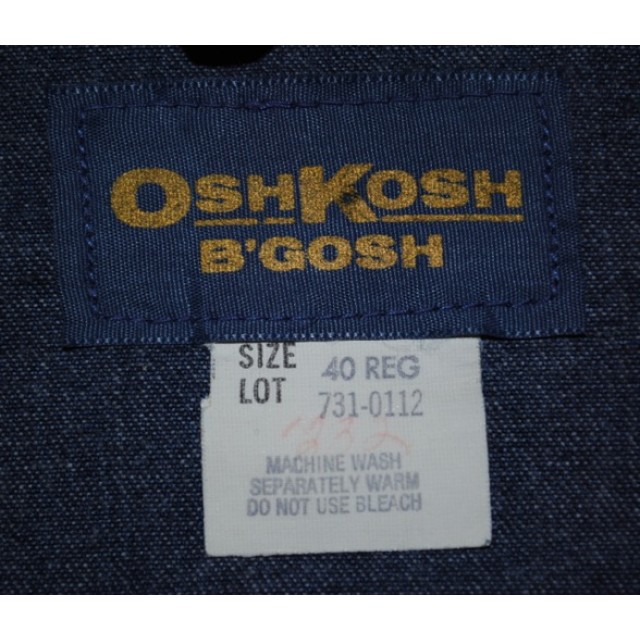 OSHKOSH
B'GOSH
SIZE 40 REG
LOT 731-0112
MACHINE WASH
SEPARATELY WARM
DO NOT USE BLEACH